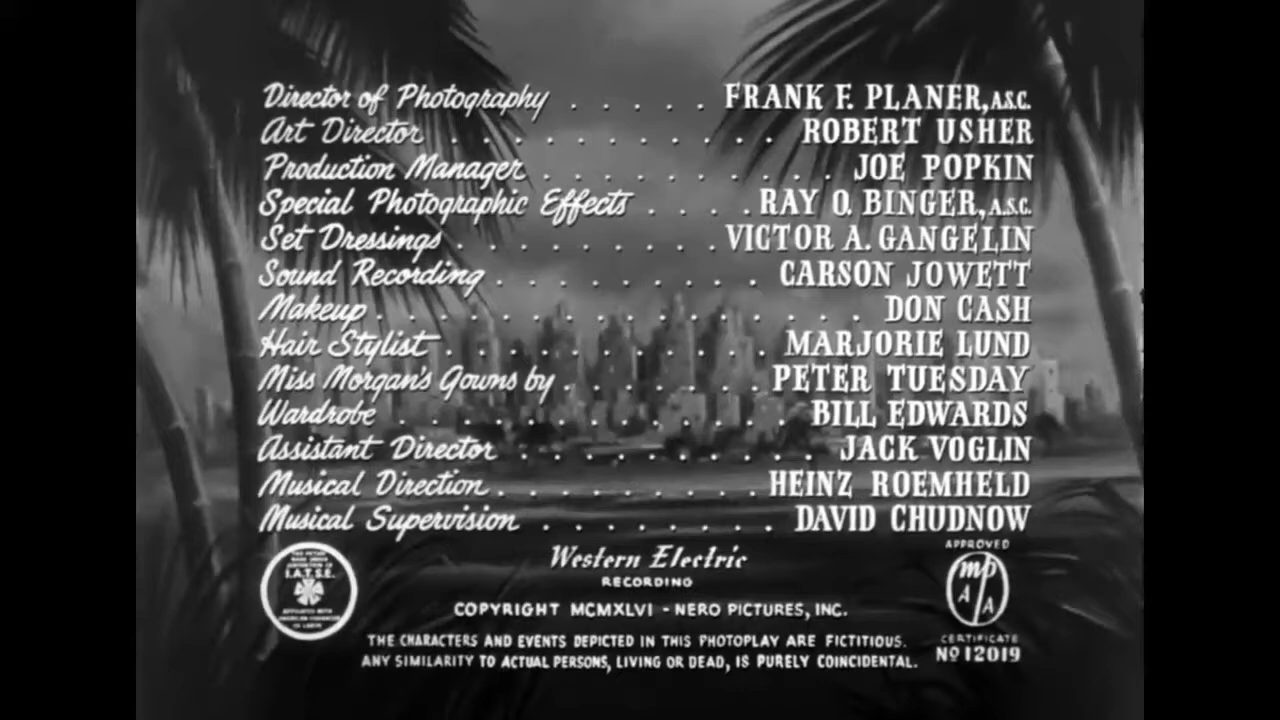 Director of Photography . . . . . FRANK F. PLANER, A.S.C.
Art Director . . . . . . . . . . . ROBERT USHER
Production Manager . . . . . . . . . . JOE POPKIN
Special Photographic Effects . . . . RAY O. BINGER, A.S.C.
Set Dressings . . . . . . . . . . VICTOR A. GANGELIN
Sound Recording . . . . . . . . . . CARSON JOWETT
Makeup . . . . . . . . . . . . . . . . DON CASH
Hair Stylist . . . . . . . . . . . . MARJORIE LUND
Miss Morgan's Gowns by . . . . . . . PETER TUESDAY
Wardrobe . . . . . . . . . . . . . . BILL EDWARDS
Assistant Director . . . . . . . . . . . JACK VOGLIN
Musical Direction . . . . . . . . . . HEINZ ROEMHELD
Musical Supervision . . . . . . . . DAVID CHUDNOW
I.A.T.S.E.
Western Electric
RECORDING
COPYRIGHT MCMXLVI - NERO PICTURES, INC.
THE CHARACTERS AND EVENTS DEPICTED IN THIS PHOTOPLAY ARE FICTITIOUS.
ANY SIMILARITY TO ACTUAL PERSONS, LIVING OR DEAD, IS PURELY COINCIDENTAL.
APPROVED
MPAA
CERTIFICATE
No 12019